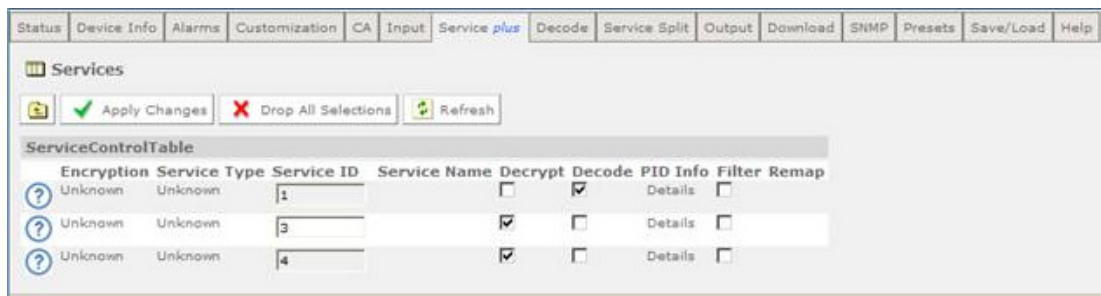 Status Device Info Alarms Customization CA Input Service plus Decode Service Split Output Download SNMP Presets Save/Load Help
Services
Apply Changes Drop All Selections Refresh
ServiceControlTable
Encryption Service Type Service ID Service Name Decrypt Decode PID Info Filter Remap
? Unknown Unknown 1 Details
? Unknown Unknown 3 Details
? Unknown Unknown 4 Details